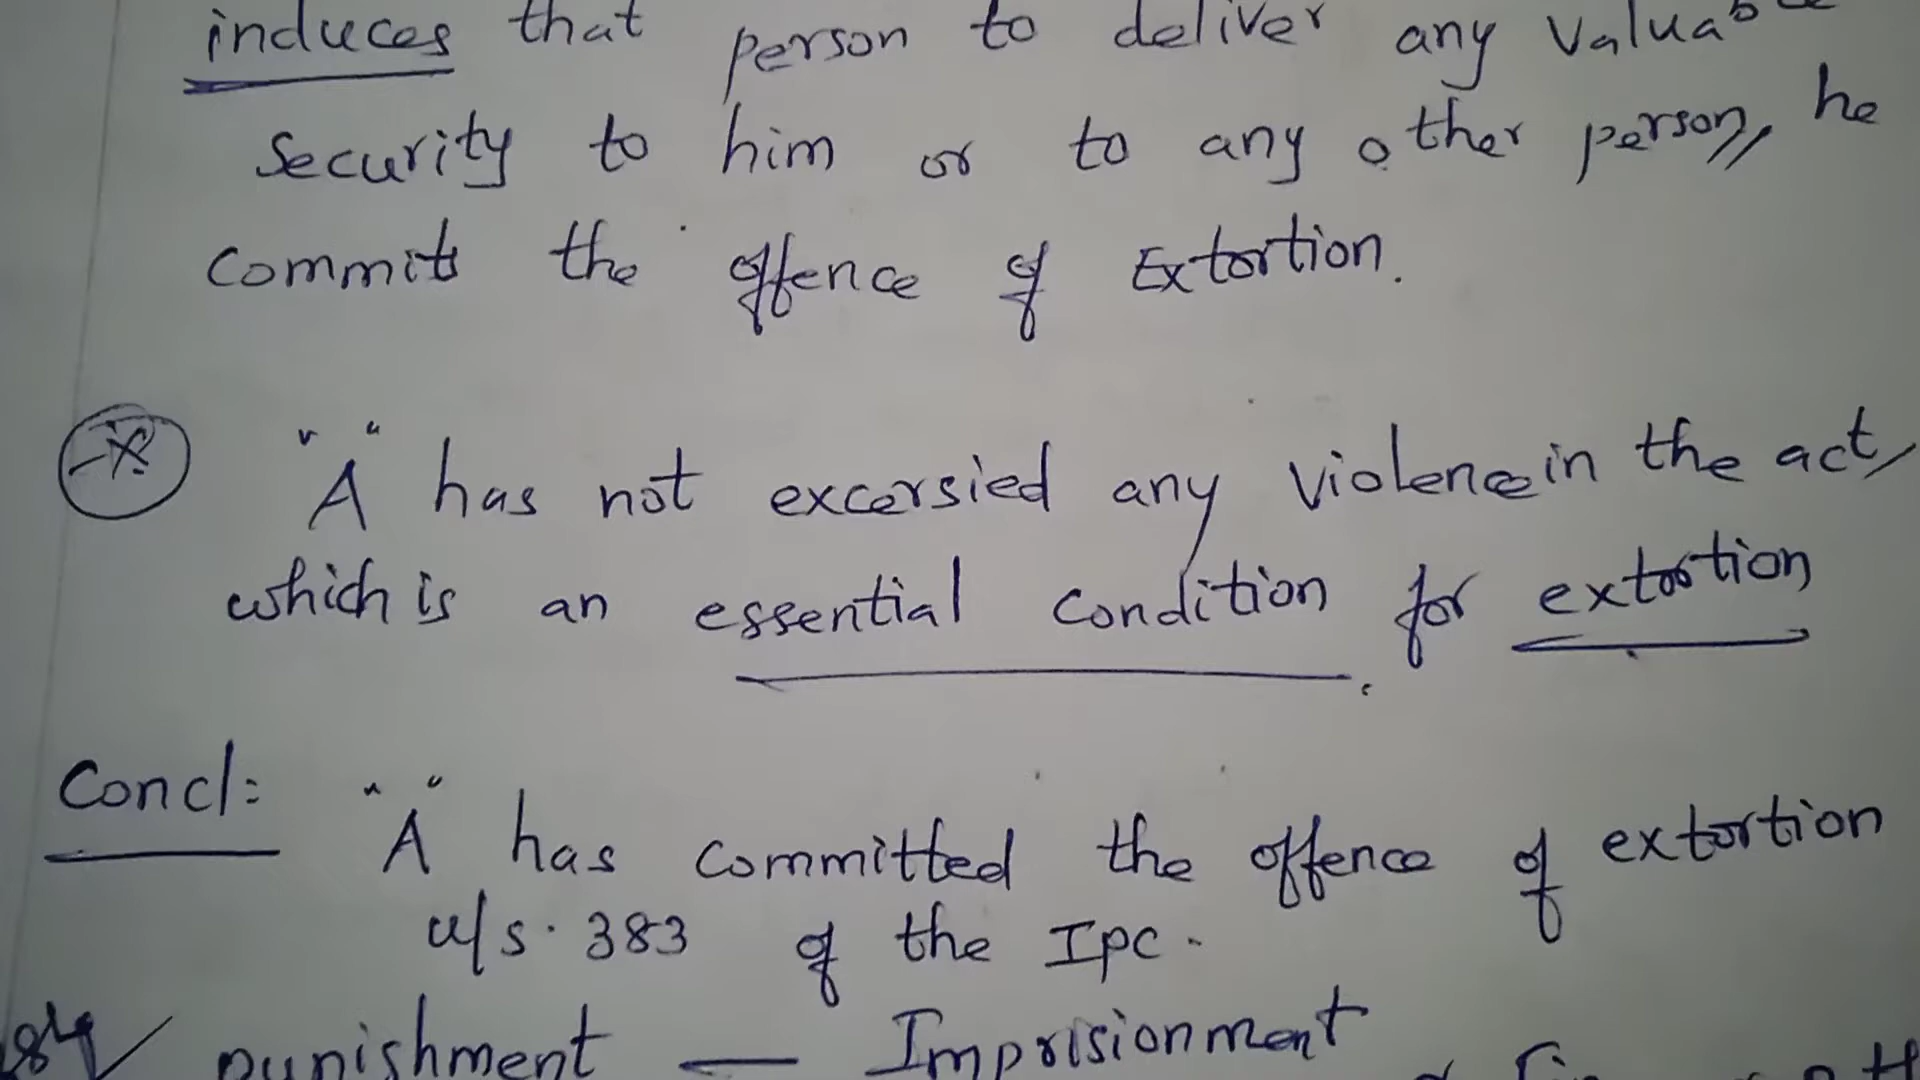 induces that person to deliver any valuable
security to him or to any other person, he
commits the offence of Extortion.
"A" has not excersied any violence in the act,
which is an essential condition for extortion
Concl: "A" has committed the offence of extortion
u/s. 383 of the Ipc.
punishment — Imprisionment